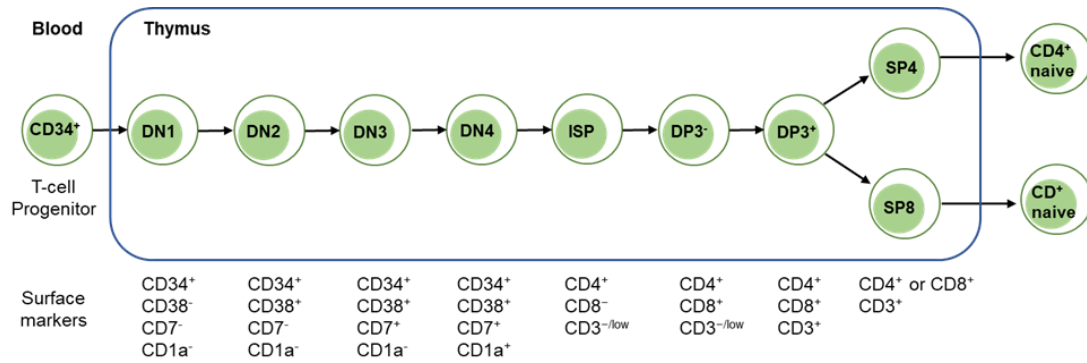 Blood Thymus
SP4 CD4⁺ naive
CD34⁺ DN1 DN2 DN3 DN4 ISP DP3⁻ DP3⁺
T-cell
Progenitor
SP8 CD⁺ naive
Surface
markers
CD34⁺ CD34⁺ CD34⁺ CD34⁺ CD4⁺ CD4⁺ CD4⁺ CD4⁺ or CD8⁺
CD38⁻ CD38⁺ CD38⁺ CD38⁺ CD8⁻ CD8⁺ CD8⁺ CD3⁺
CD7⁻ CD7⁻ CD7⁺ CD7⁺ CD3⁻/low CD3⁻/low CD3⁺
CD1a⁻ CD1a⁻ CD1a⁻ CD1a⁺